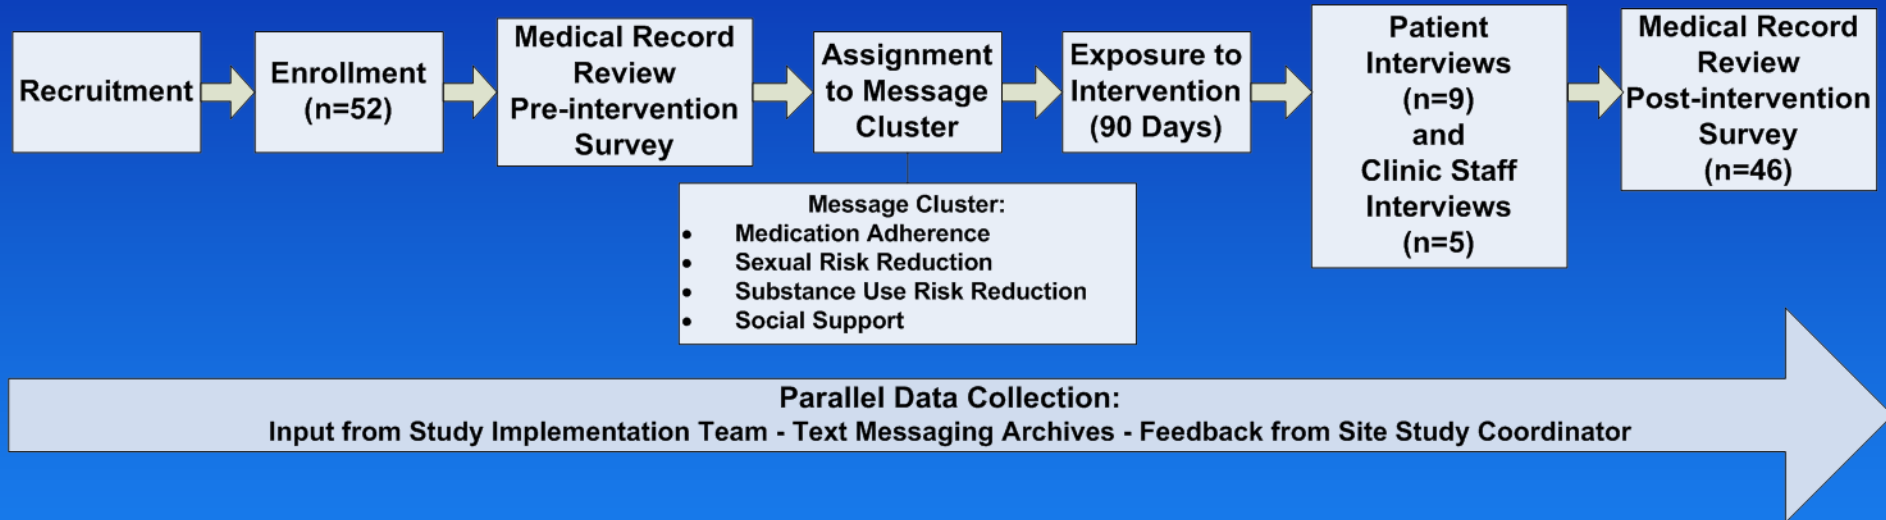 Recruitment
Enrollment
(n=52)
Medical Record
Review
Pre-intervention
Survey
Assignment
to Message
Cluster
Exposure to
Intervention
(90 Days)
Patient
Interviews
(n=9)
and
Clinic Staff
Interviews
(n=5)
Medical Record
Review
Post-intervention
Survey
(n=46)
Message Cluster:
• Medication Adherence
• Sexual Risk Reduction
• Substance Use Risk Reduction
• Social Support
Parallel Data Collection:
Input from Study Implementation Team - Text Messaging Archives - Feedback from Site Study Coordinator